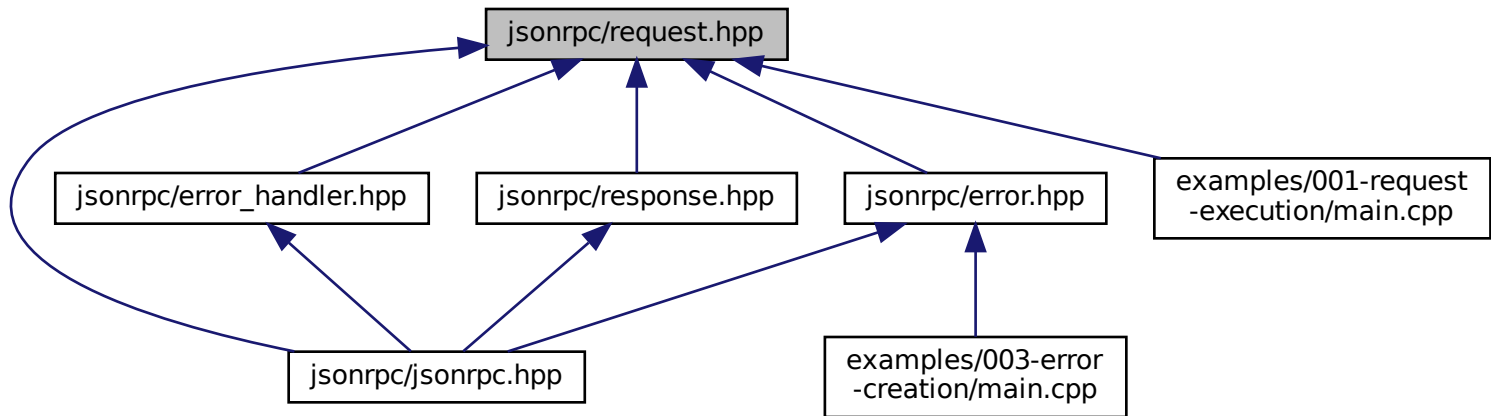 jsonrpc/request.hpp
jsonrpc/error_handler.hpp
jsonrpc/response.hpp
jsonrpc/error.hpp
examples/001-request
-execution/main.cpp
jsonrpc/jsonrpc.hpp
examples/003-error
-creation/main.cpp